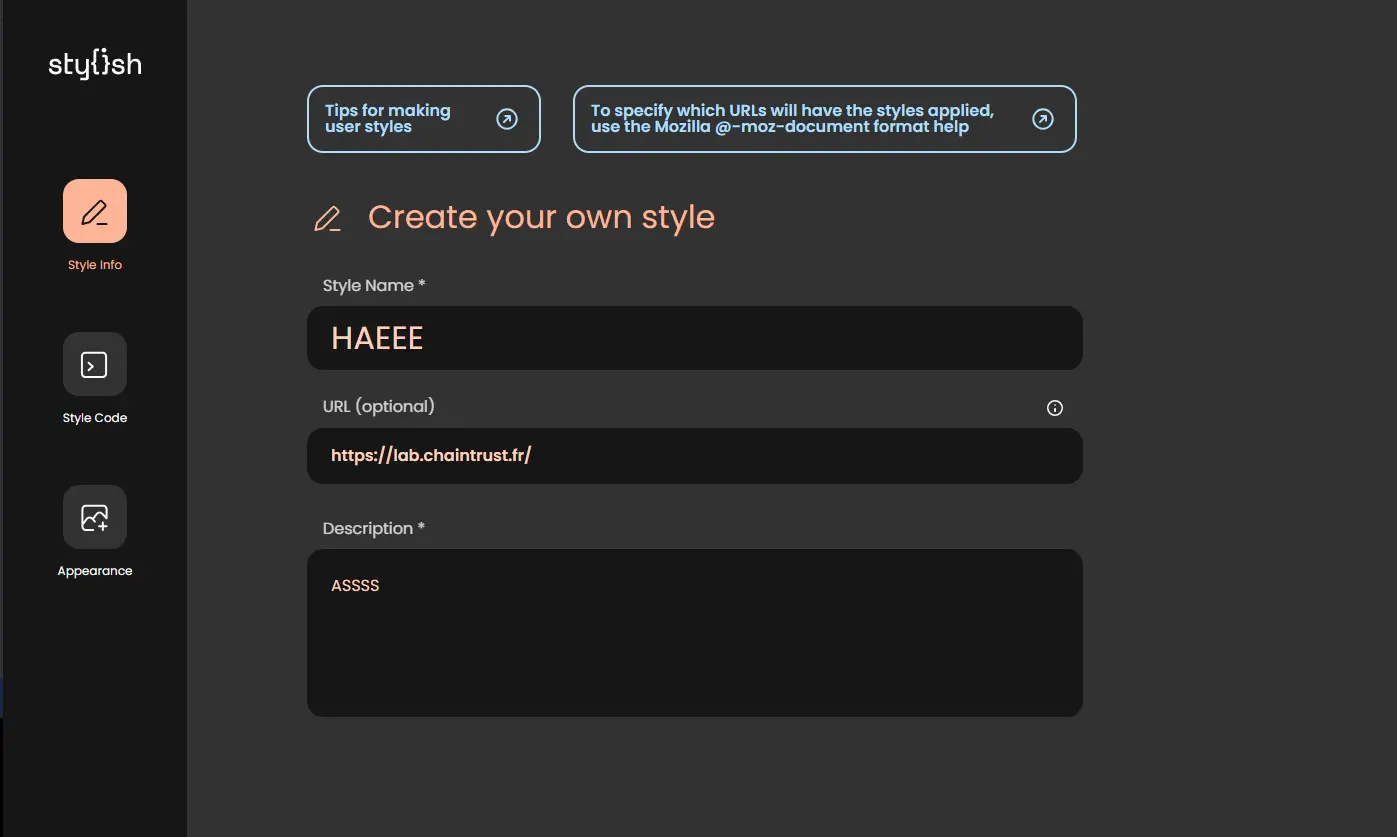 styl{}sh
Tips for making
user styles
To specify which URLs will have the styles applied,
use the Mozilla @-moz-document format help
Create your own style
Style Info
Style Name *
HAEEE
Style Code
URL (optional)
https://lab.chaintrust.fr/
Appearance
Description *
ASSSS